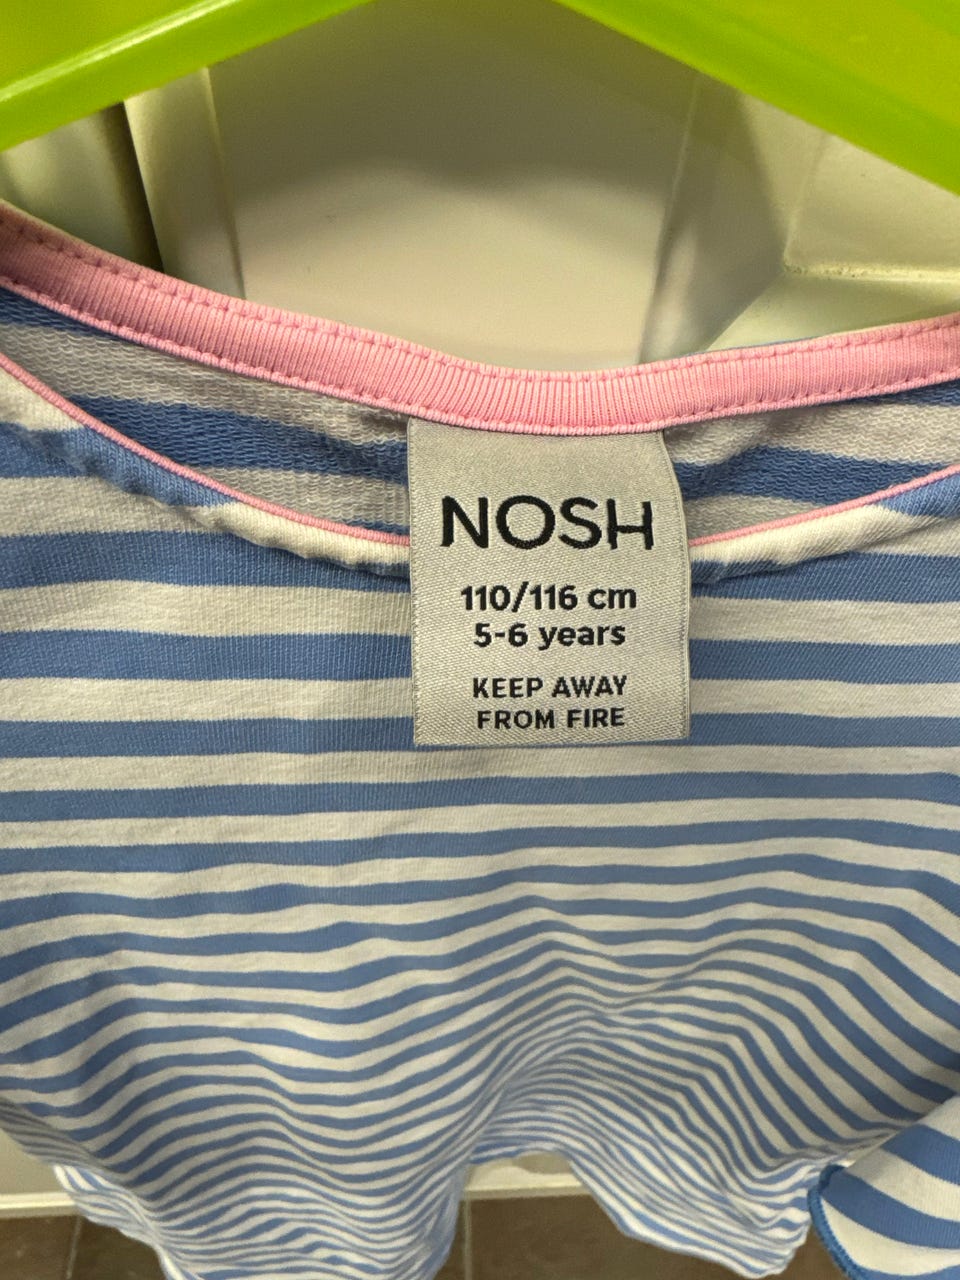 NOSH
110/116 cm
5-6 years
KEEP AWAY
FROM FIRE